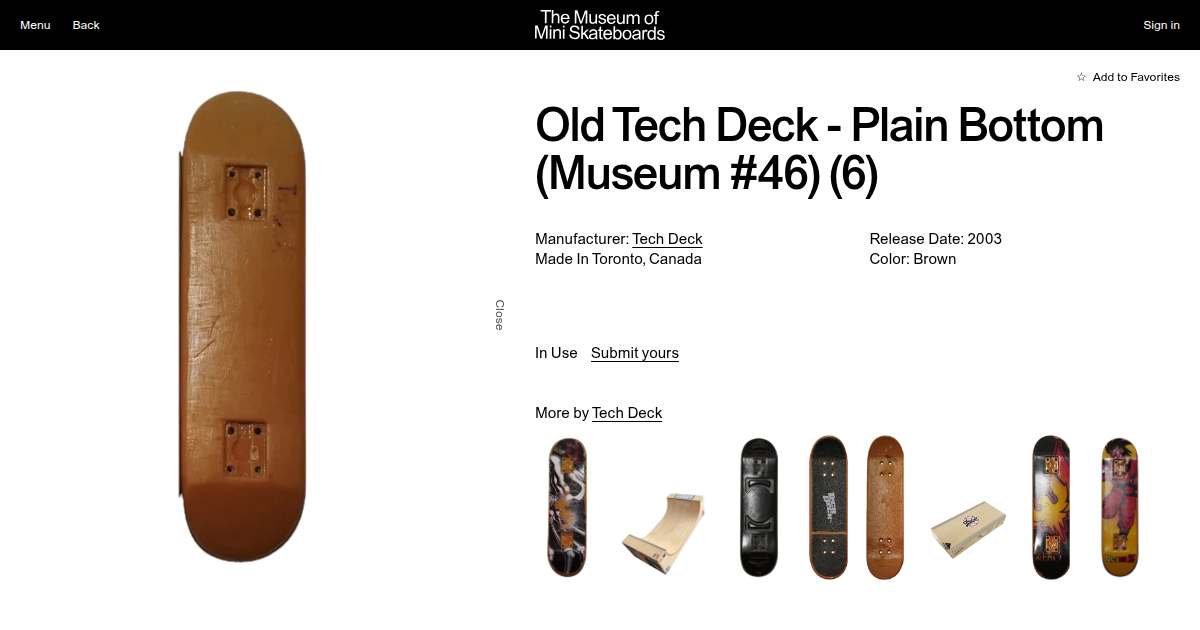 Menu
Back
The Museum of
Mini Skateboards
Sign in
☆ Add to Favorites
Old Tech Deck - Plain Bottom
(Museum #46) (6)
Manufacturer: Tech Deck
Release Date: 2003
Made In Toronto, Canada
Color: Brown
Close
In Use
Submit yours
More by Tech Deck